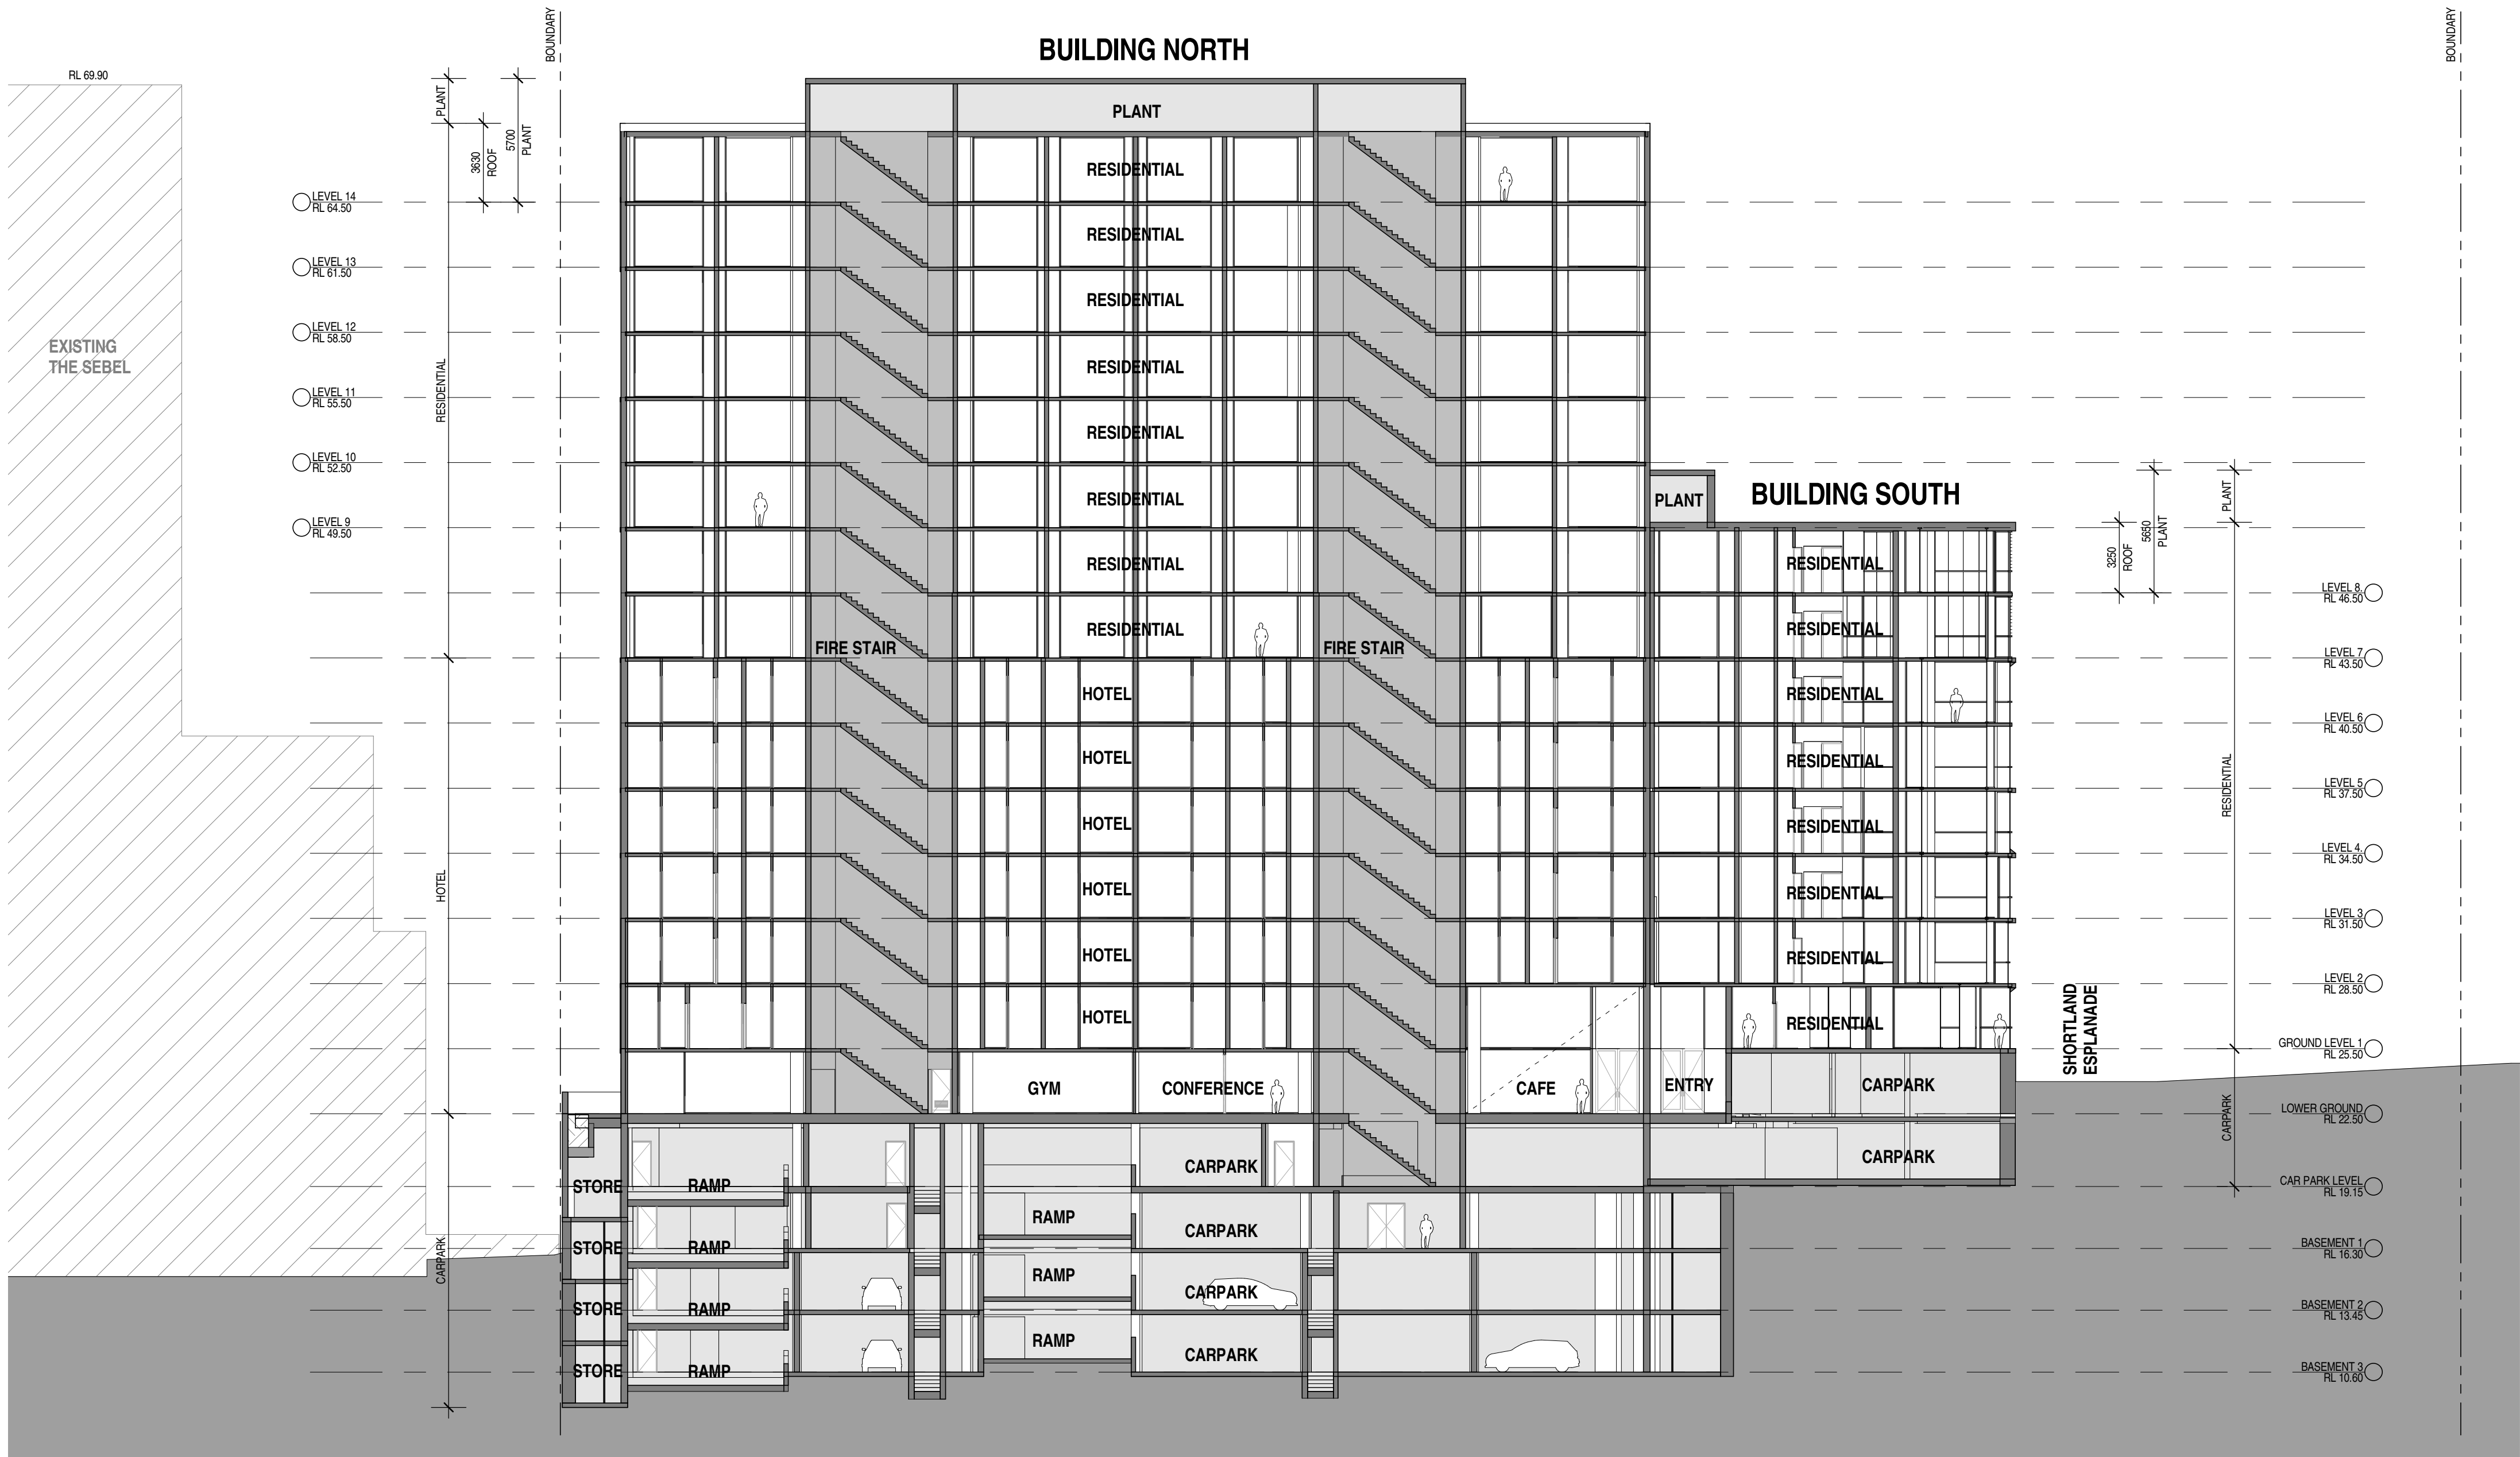 BOUNDARY
BOUNDARY
BUILDING NORTH
RL 69.90
PLANT
3630
ROOF
5700
PLANT
PLANT
RESIDENTIAL
LEVEL 14
RL 64.50
RESIDENTIAL
LEVEL 13
RL 61.50
RESIDENTIAL
LEVEL 12
RL 58.50
EXISTING
THE SEBEL
RESIDENTIAL
RESIDENTIAL
LEVEL 11
RL 55.50
RESIDENTIAL
LEVEL 10
RL 52.50
RESIDENTIAL
PLANT
BUILDING SOUTH
PLANT
5650
PLANT
3250
ROOF
LEVEL 9
RL 49.50
RESIDENTIAL
RESIDENTIAL
LEVEL 8
RL 46.50
RESIDENTIAL
RESIDENTIAL
FIRE STAIR
FIRE STAIR
LEVEL 7
RL 43.50
HOTEL
RESIDENTIAL
LEVEL 6
RL 40.50
HOTEL
RESIDENTIAL
RESIDENTIAL
LEVEL 5
RL 37.50
HOTEL
RESIDENTIAL
LEVEL 4
RL 34.50
HOTEL
HOTEL
RESIDENTIAL
LEVEL 3
RL 31.50
HOTEL
RESIDENTIAL
LEVEL 2
RL 28.50
HOTEL
RESIDENTIAL
SHORTLAND
ESPLANADE
GROUND LEVEL 1
RL 25.50
GYM
CONFERENCE
CAFE
ENTRY
CARPARK
LOWER GROUND
RL 22.50
CARPARK
CARPARK
CARPARK
STORE
RAMP
CAR PARK LEVEL
RL 19.15
RAMP
CARPARK
CARPARK
STORE
RAMP
BASEMENT 1
RL 16.30
RAMP
CARPARK
STORE
RAMP
BASEMENT 2
RL 13.45
RAMP
CARPARK
STORE
RAMP
BASEMENT 3
RL 10.60